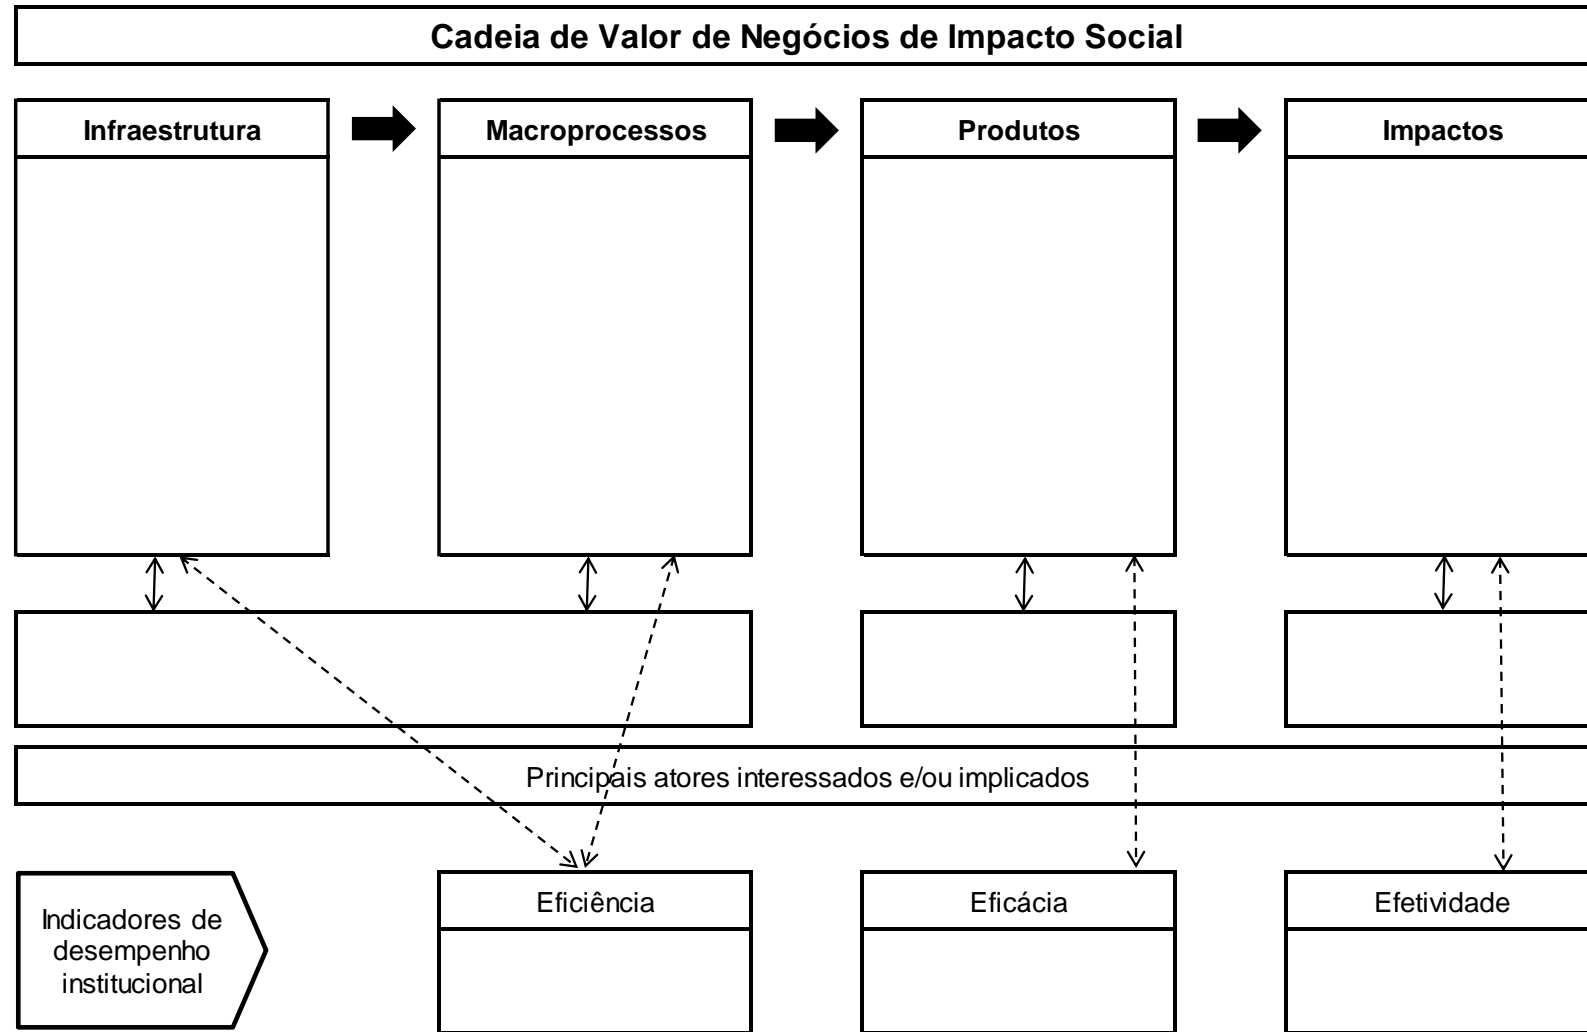 Cadeia de Valor de Negócios de Impacto Social
Infraestrutura
Macroprocessos
Produtos
Impactos
Principais atores interessados e/ou implicados
Indicadores de
desempenho
institucional
Eficiência
Eficácia
Efetividade